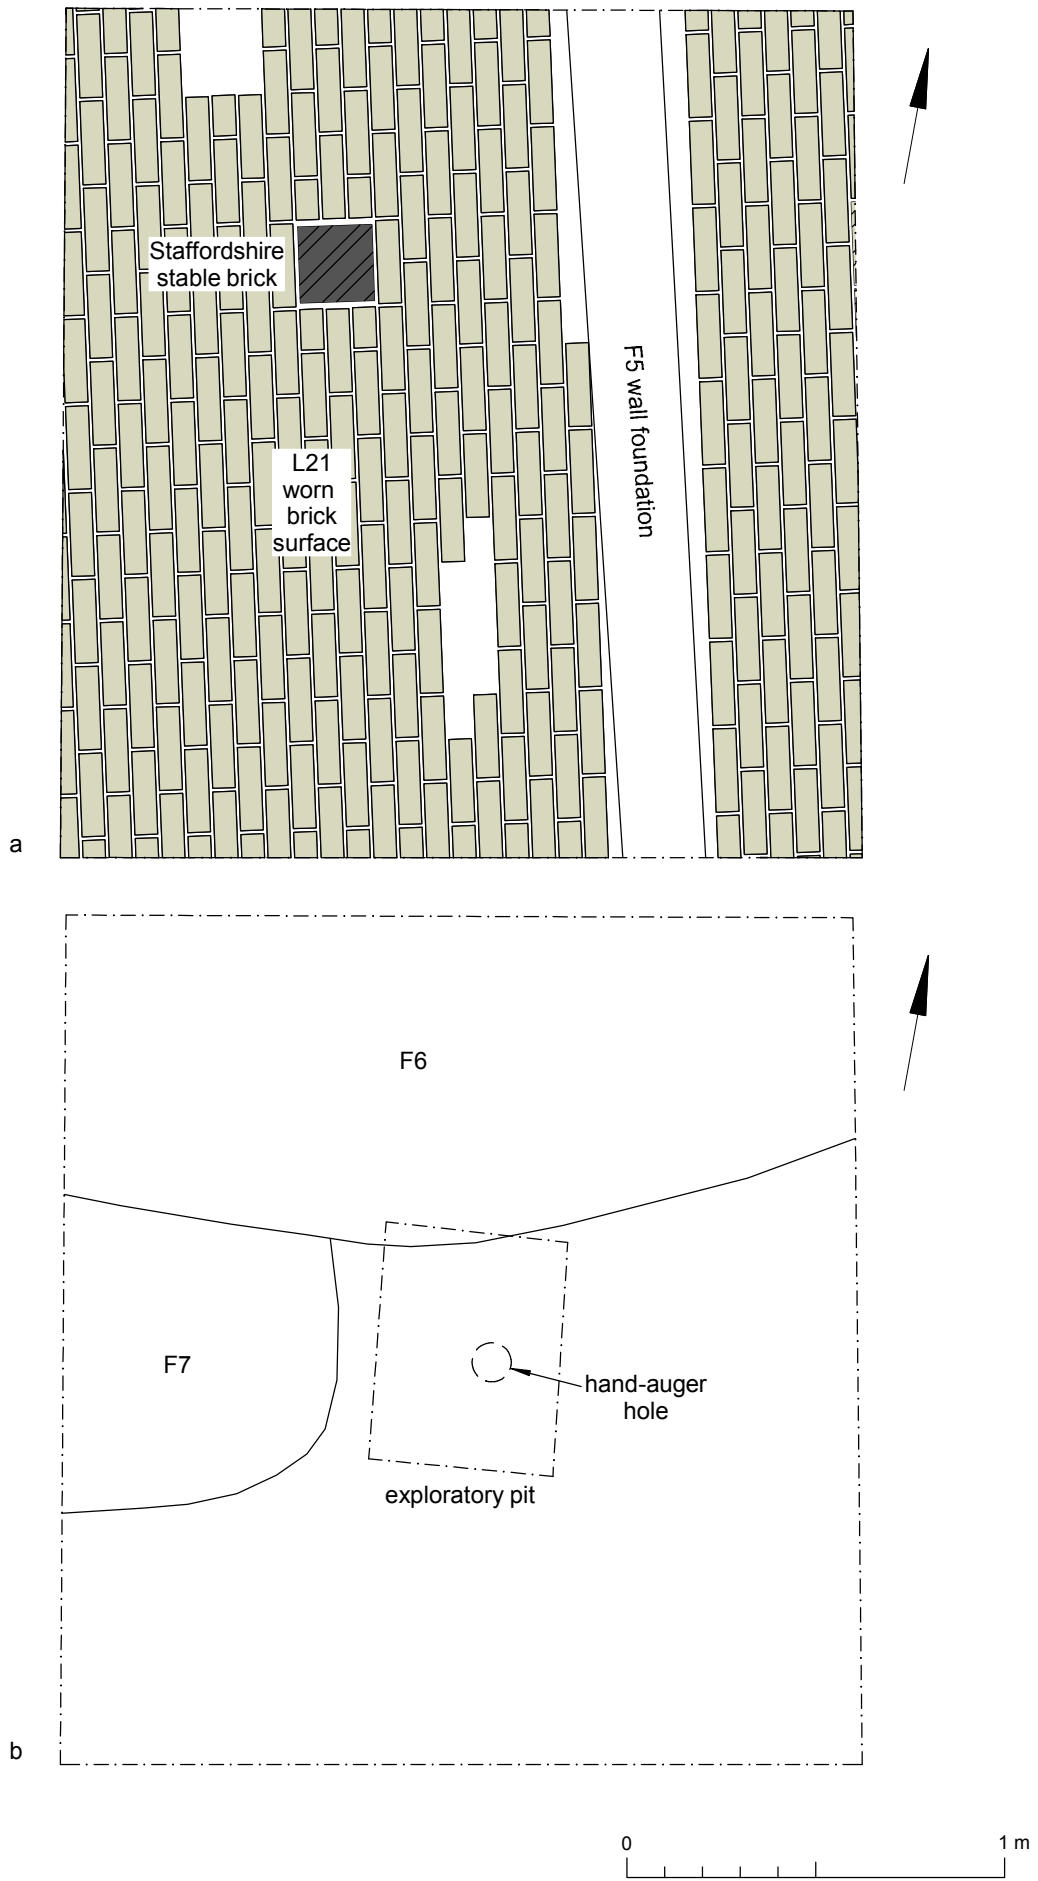 Staffordshire
stable brick
L21
worn
brick
surface
F5 wall foundation
a
F6
F7
hand-auger
hole
exploratory pit
b
0
1 m